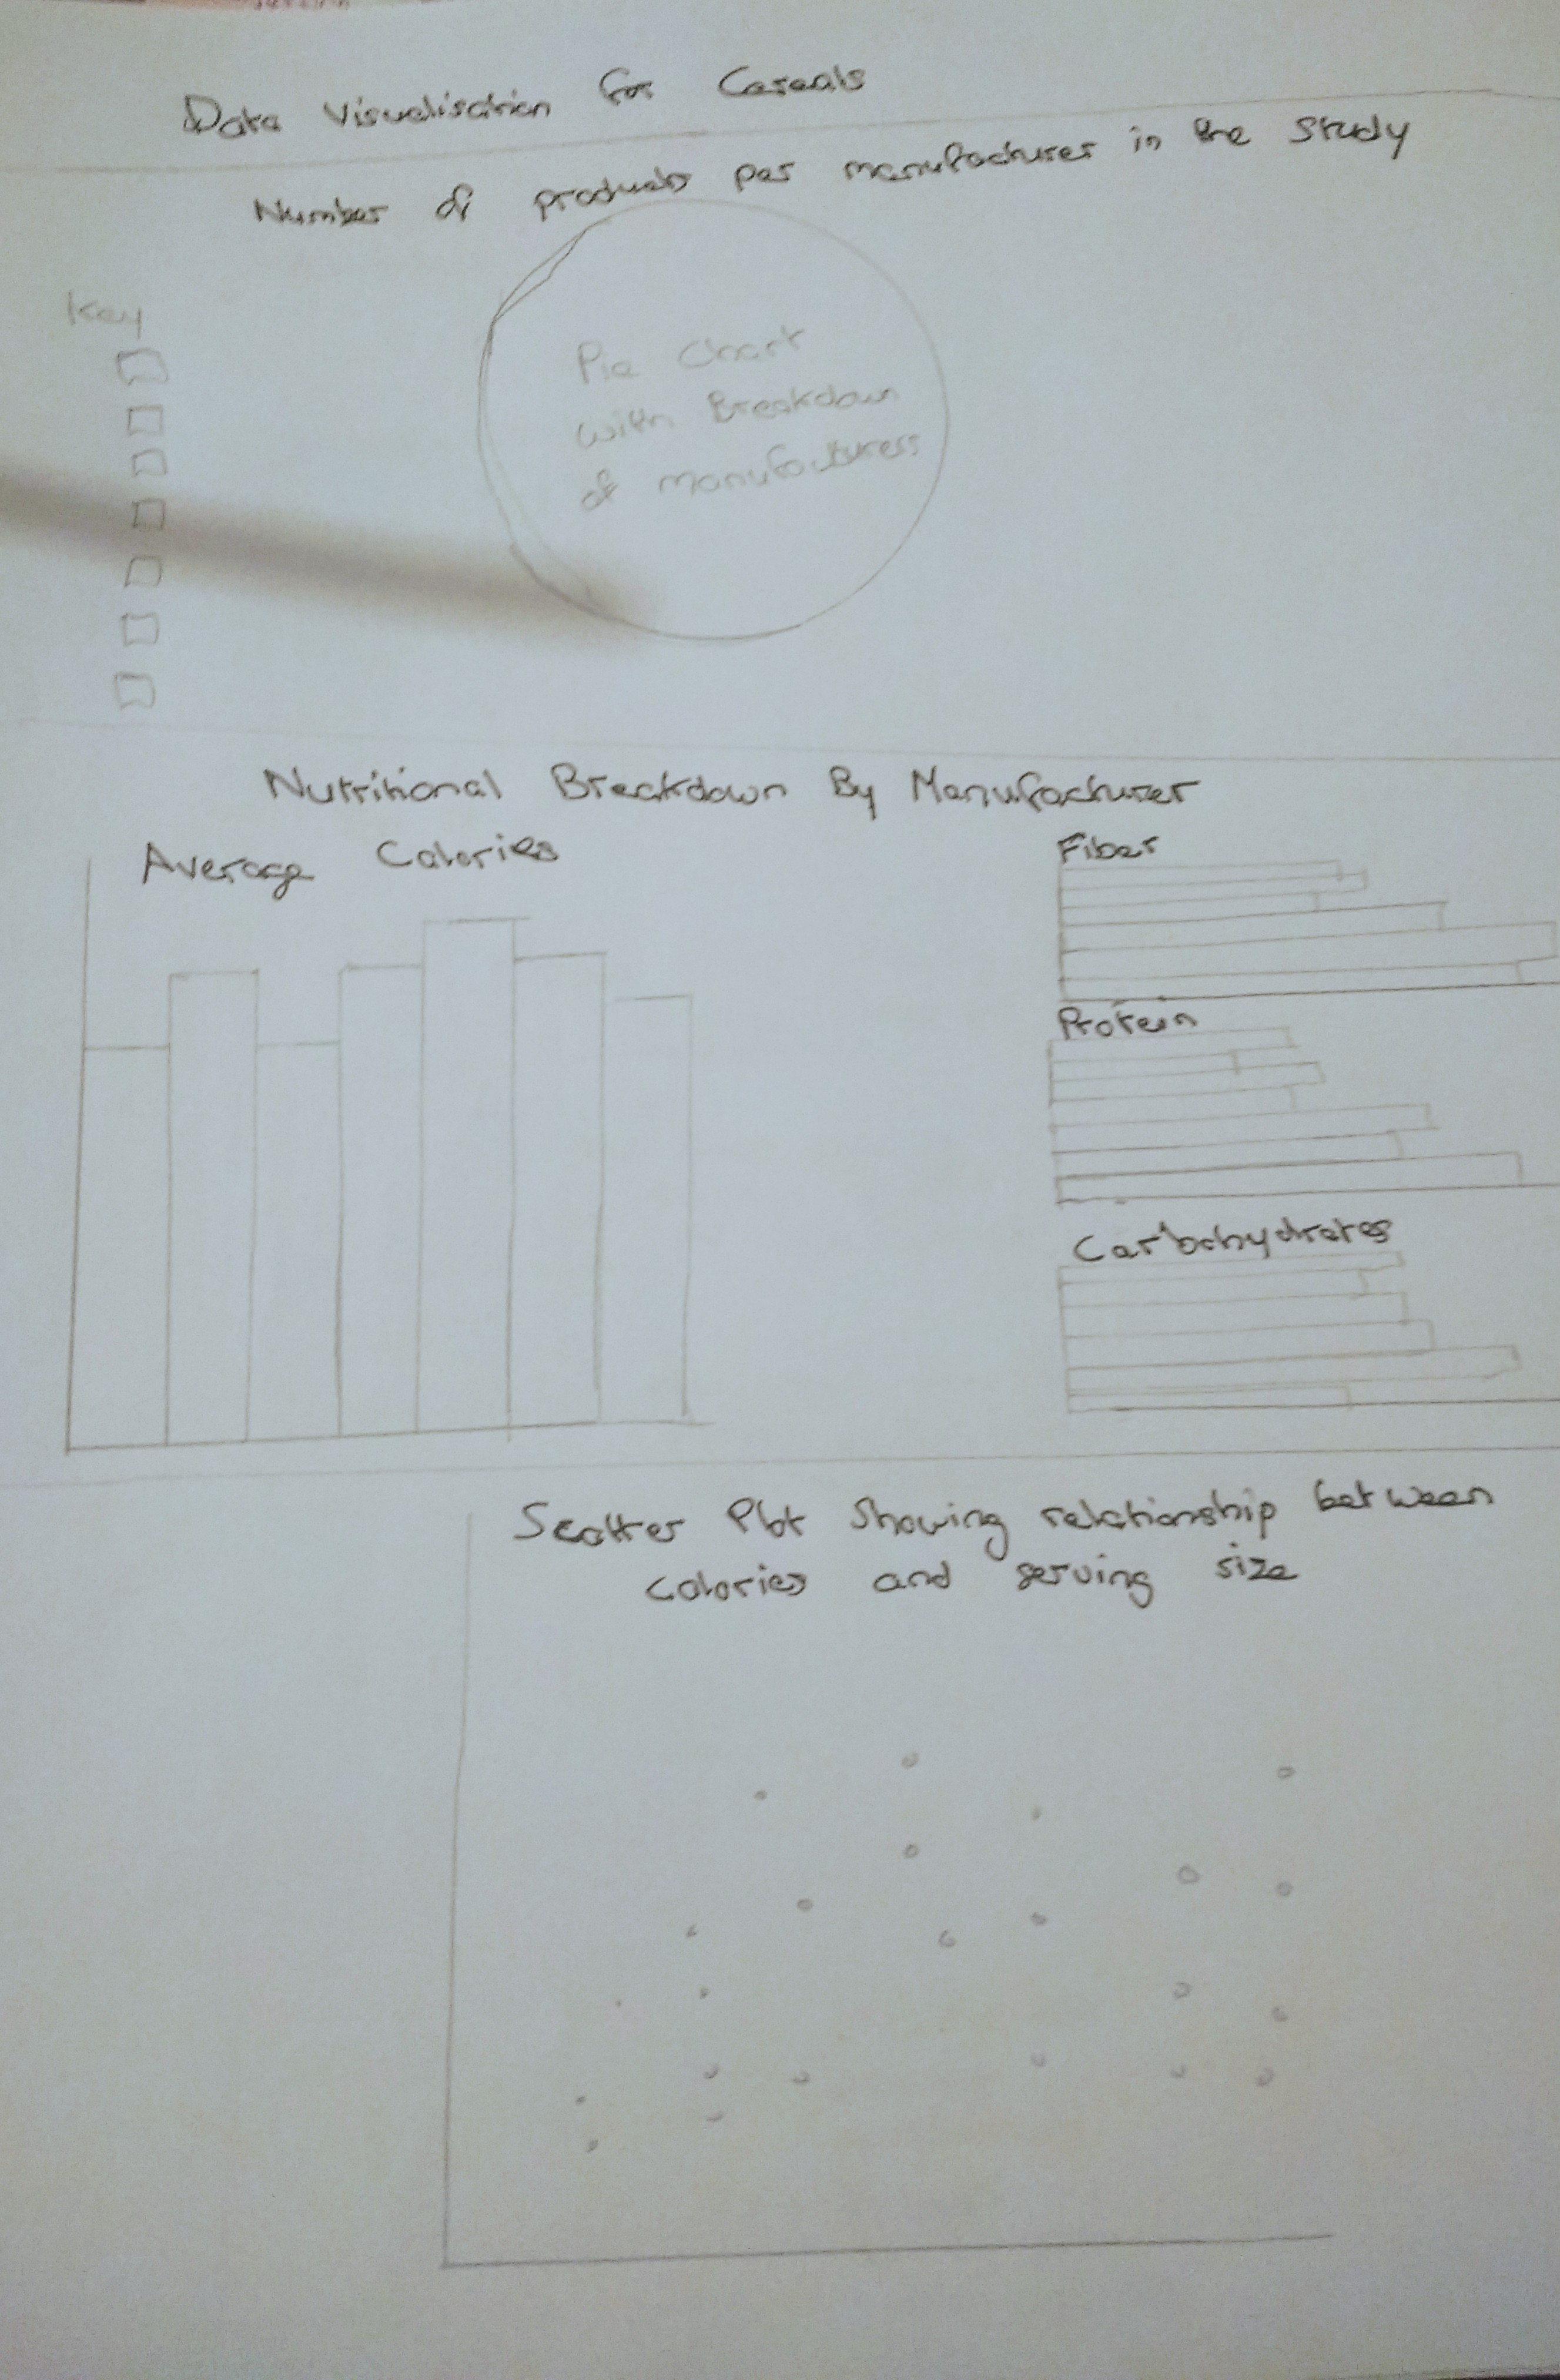 Data Visualisation for Cereals
Number of products per manufacturer in the study
Key
Pie Chart
with Breakdown
of manufacturers
Nutritional Breakdown By Manufacturer
Average Calories
Fiber
Protein
Carbohydrates
Scatter Plot Showing relationship between
calories and serving size